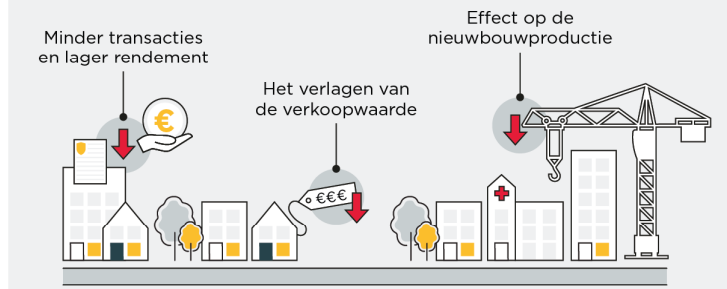 Minder transacties
en lager rendement
€
Het verlagen van
de verkoopwaarde
€€€
Effect op de
nieuwbouwproductie